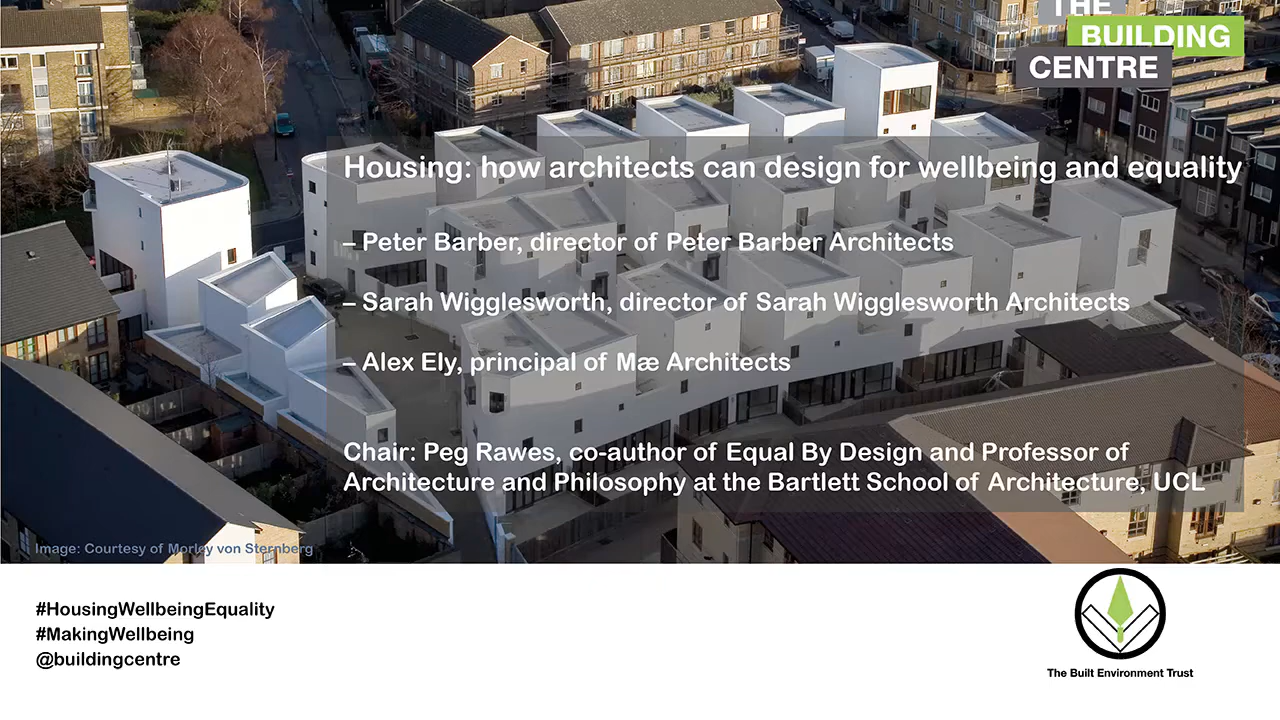 THE
BUILDING
CENTRE
Housing: how architects can design for wellbeing and equality
– Peter Barber, director of Peter Barber Architects
– Sarah Wigglesworth, director of Sarah Wigglesworth Architects
– Alex Ely, principal of Mæ Architects
Chair: Peg Rawes, co-author of Equal By Design and Professor of
Architecture and Philosophy at the Bartlett School of Architecture, UCL
Image: Courtesy of Morley von Sternberg
#HousingWellbeingEquality
#MakingWellbeing
@buildingcentre
The Built Environment Trust